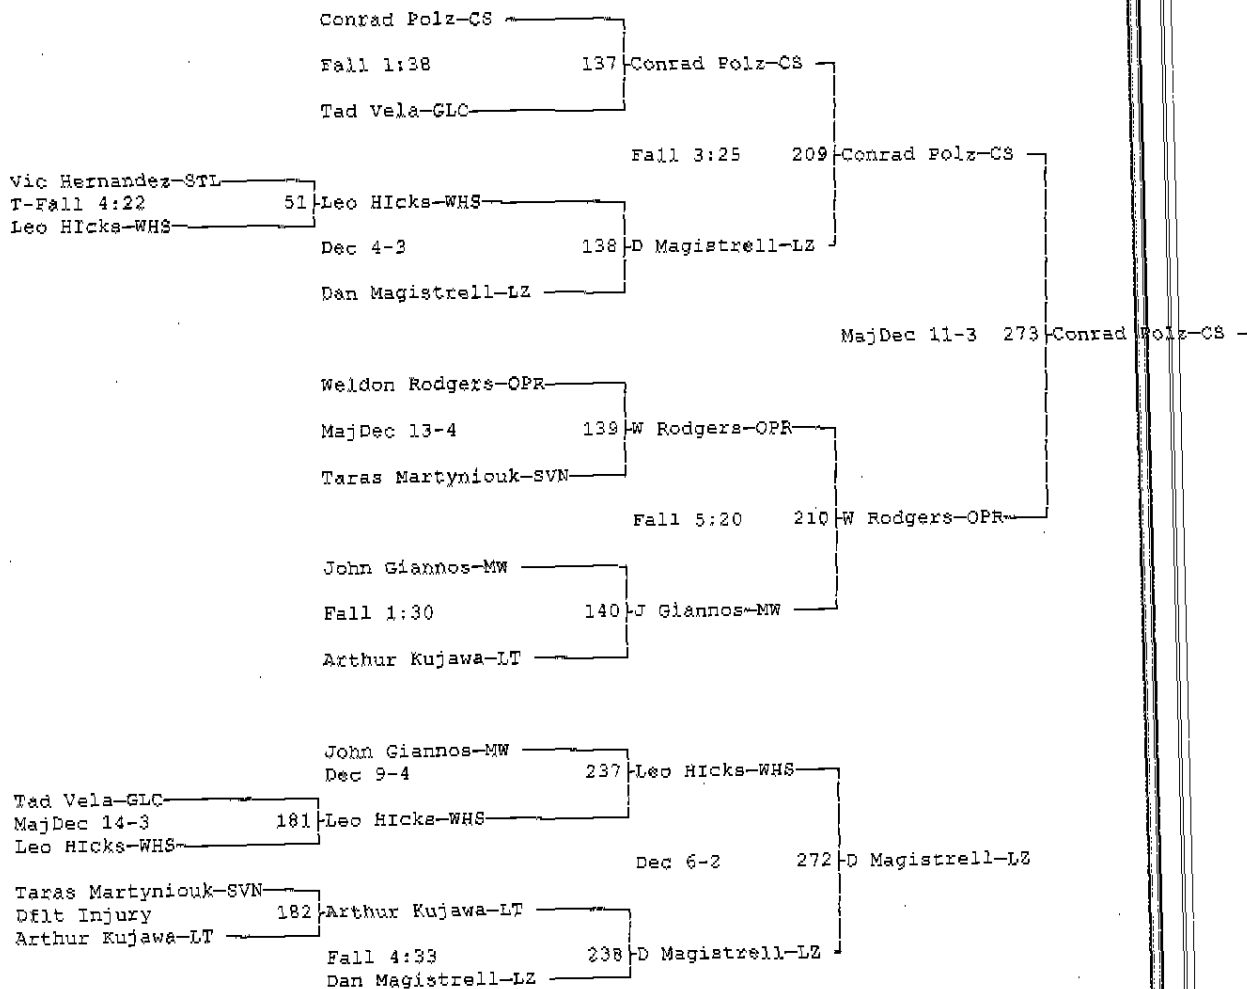 Conrad Polz-CS
Fall 1:38 137 Conrad Polz-CS
Tad Vela-GLC
Fall 3:25 209 Conrad Polz-CS
Vic Hernandez-STL
T-Fall 4:22 51 Leo HIcks-WHS
Leo HIcks-WHS
Dec 4-3 138 D Magistrell-LZ
Dan Magistrell-LZ
MajDec 11-3 273 Conrad Polz-CS
Weldon Rodgers-OPR
MajDec 13-4 139 W Rodgers-OPR
Taras Martyniouk-SVN
Fall 5:20 210 W Rodgers-OPR
John Giannos-MW
Fall 1:30 140 J Giannos-MW
Arthur Kujawa-LT
John Giannos-MW
Dec 9-4 237 Leo HIcks-WHS
Tad Vela-GLC
MajDec 14-3 181 Leo HIcks-WHS
Leo HIcks-WHS
Dec 6-2 272 D Magistrell-LZ
Taras Martyniouk-SVN
Dflt Injury 182 Arthur Kujawa-LT
Arthur Kujawa-LT
Fall 4:33 238 D Magistrell-LZ
Dan Magistrell-LZ